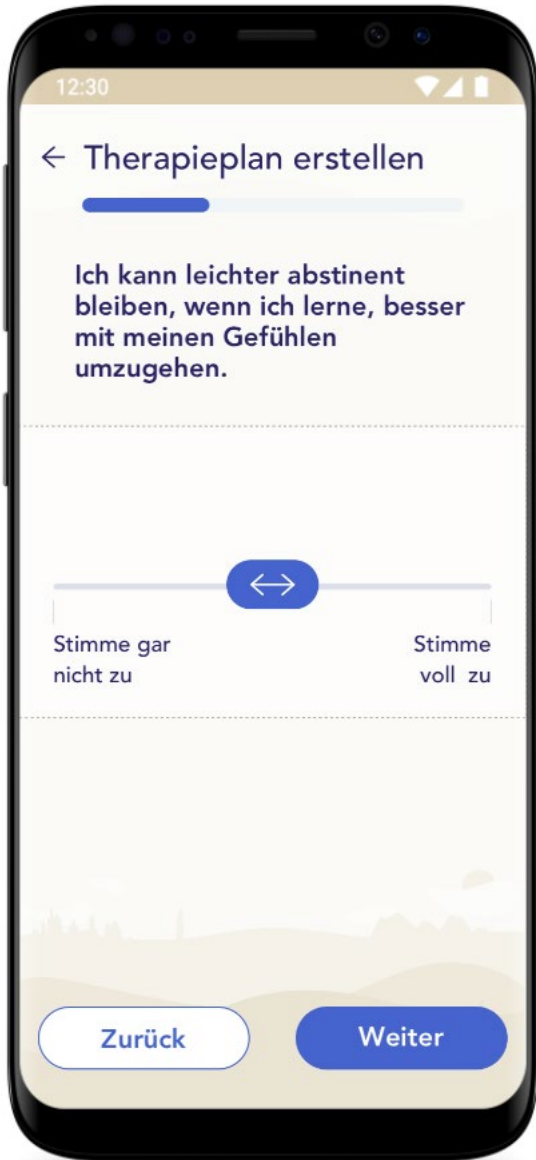 12:30
← Therapieplan erstellen
Ich kann leichter abstinent
bleiben, wenn ich lerne, besser
mit meinen Gefühlen
umzugehen.
Stimme gar
nicht zu
Stimme
voll zu
Zurück
Weiter